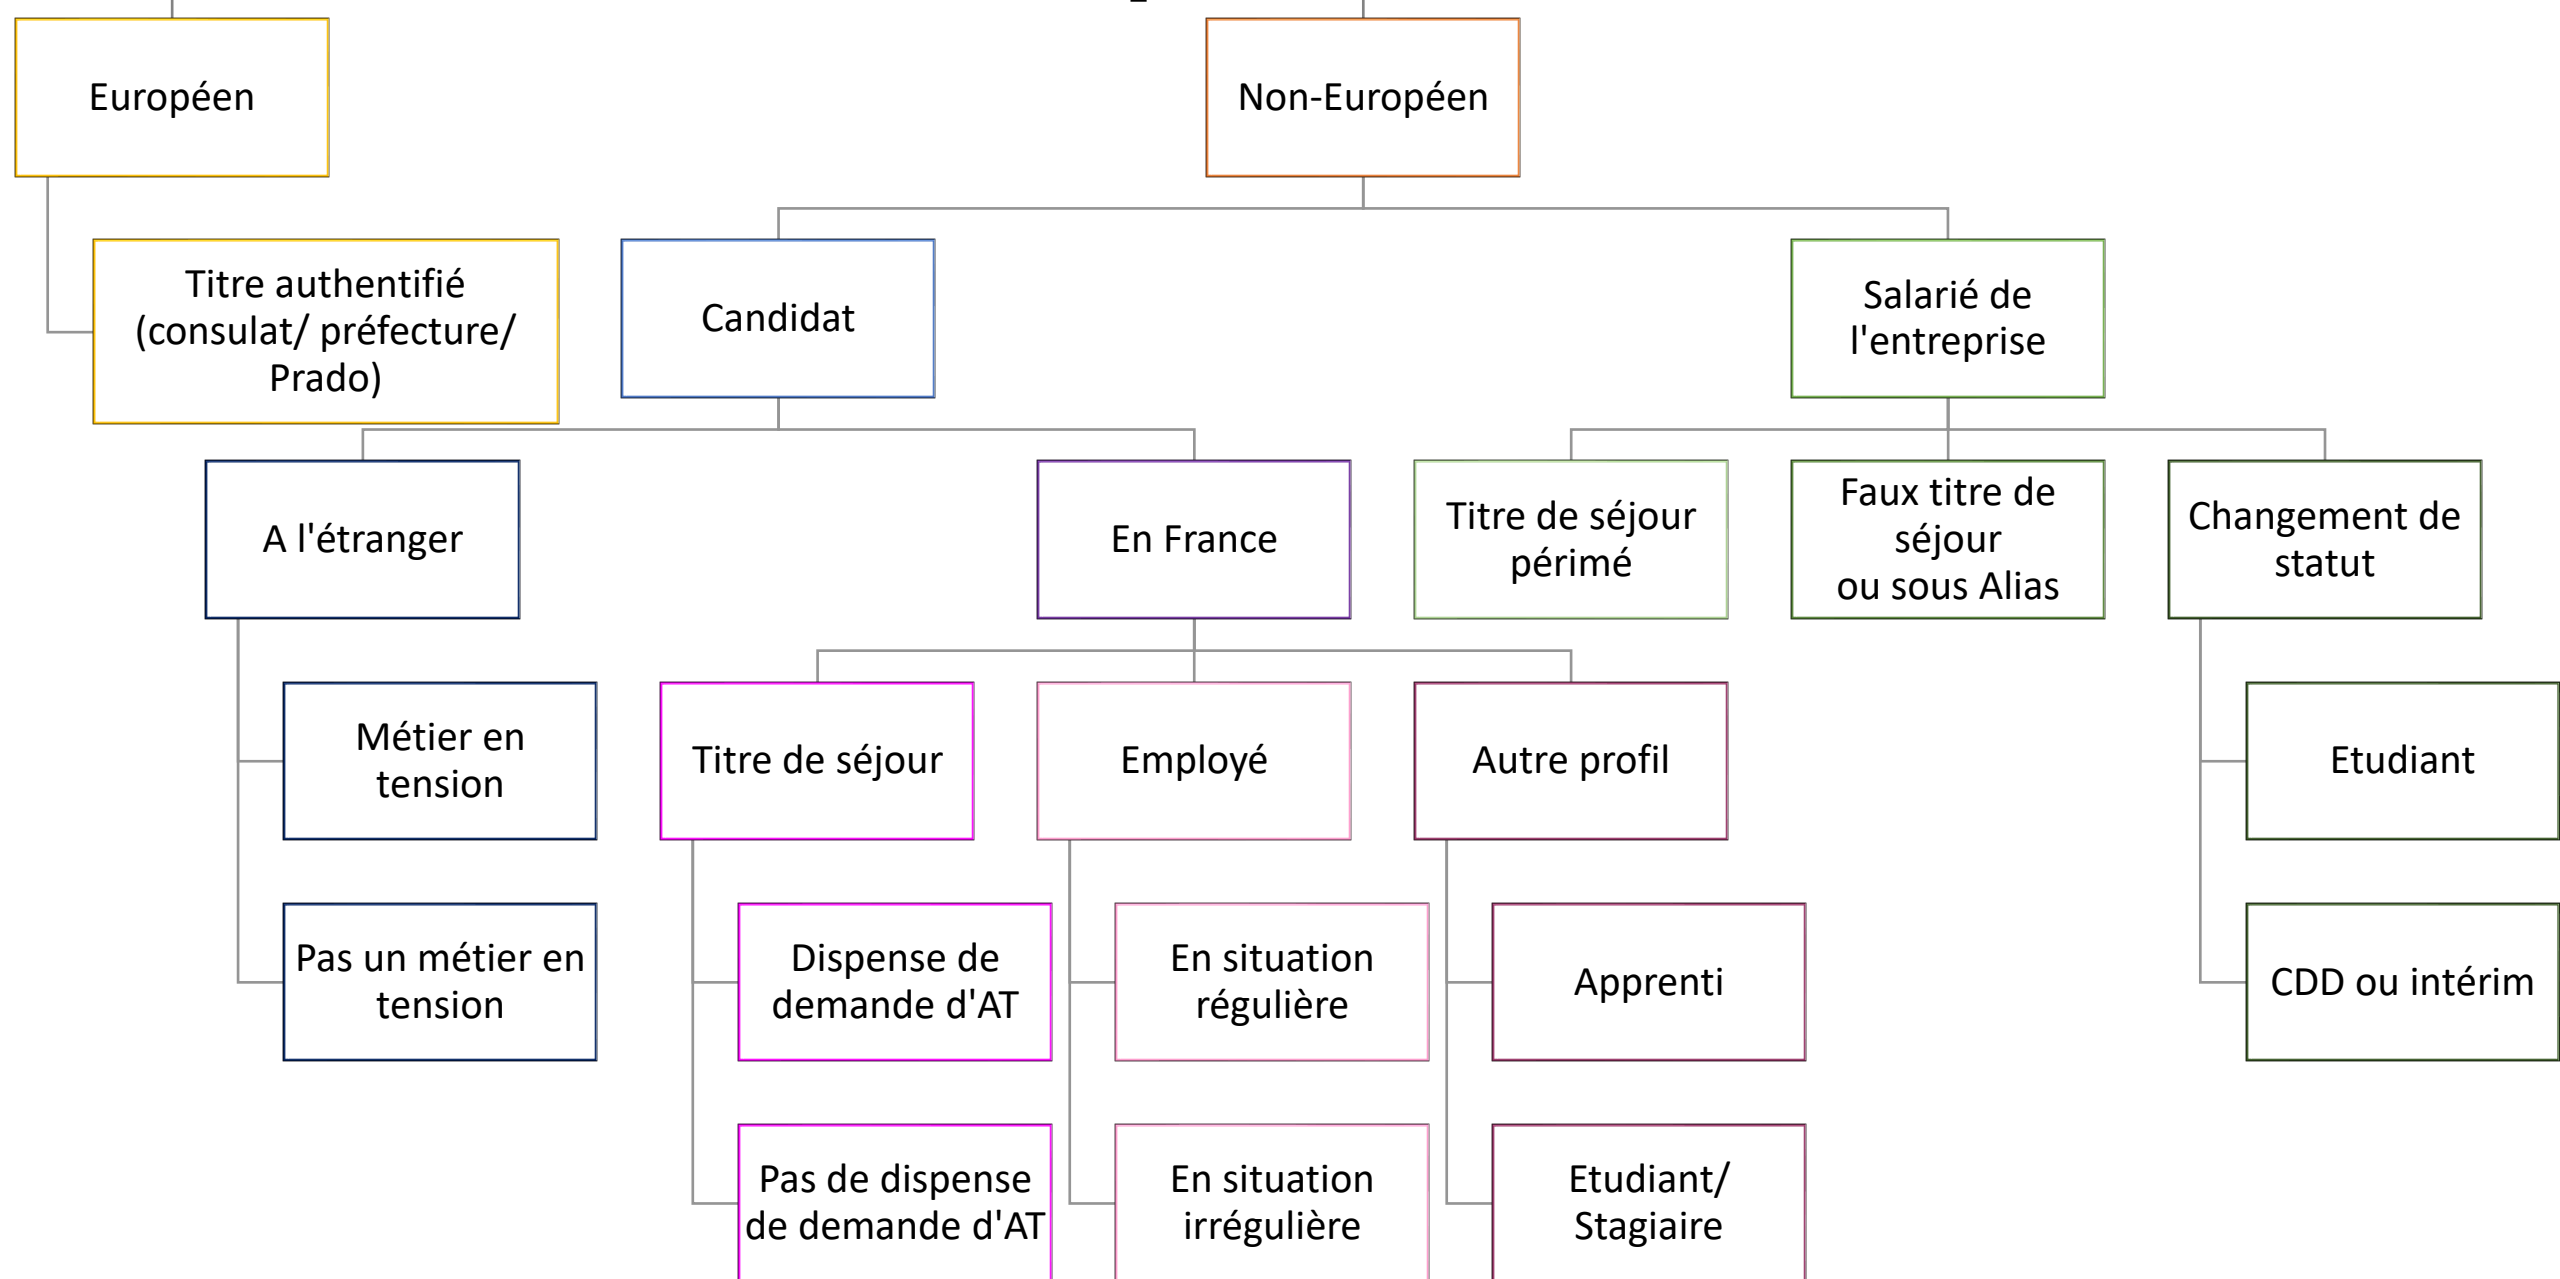 Européen
Non-Européen
Titre authentifié
(consulat/ préfecture/
Prado)
Candidat
Salarié de
l'entreprise
A l'étranger
En France
Titre de séjour
périmé
Faux titre de
séjour
ou sous Alias
Changement de
statut
Métier en
tension
Titre de séjour
Employé
Autre profil
Etudiant
Pas un métier en
tension
Dispense de
demande d'AT
En situation
régulière
Apprenti
CDD ou intérim
Pas de dispense
de demande d'AT
En situation
irrégulière
Etudiant/
Stagiaire